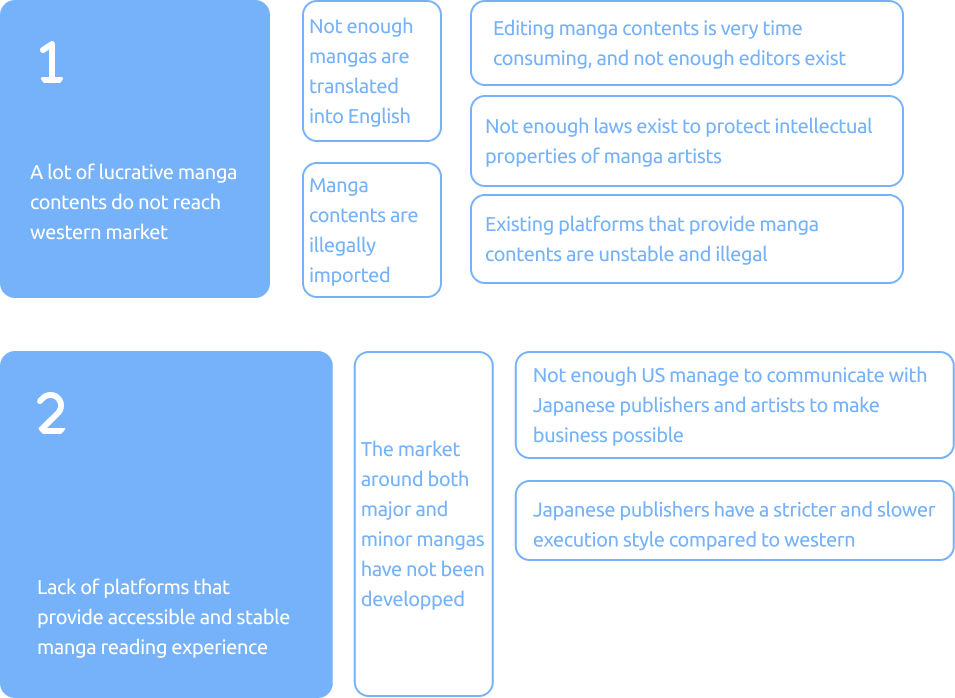 1
A lot of lucrative manga
contents do not reach
western market
Not enough
mangas are
translated
into English
Manga
contents are
illegally
imported
Editing manga contents is very time
consuming, and not enough editors exist
Not enough laws exist to protect intellectual
properties of manga artists
Existing platforms that provide manga
contents are unstable and illegal
2
Lack of platforms that
provide accessible and stable
manga reading experience
The market
around both
major and
minor mangas
have not been
developped
Not enough US manage to communicate with
Japanese publishers and artists to make
business possible
Japanese publishers have a stricter and slower
execution style compared to western